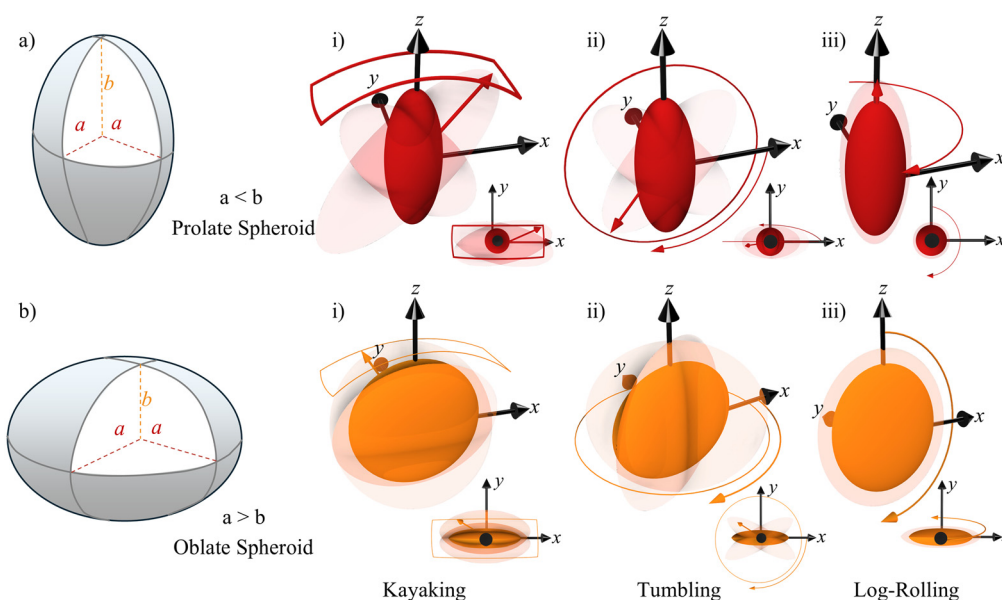 a)
b
a a
a < b
Prolate Spheroid
i)
z
y
x
y
x
ii)
z
y
x
y
x
iii)
z
y
x
y
x
b)
b
a a
a > b
Oblate Spheroid
i)
z
y
x
y
x
Kayaking
ii)
z
y
x
y
x
Tumbling
iii)
z
y
x
y
x
Log-Rolling